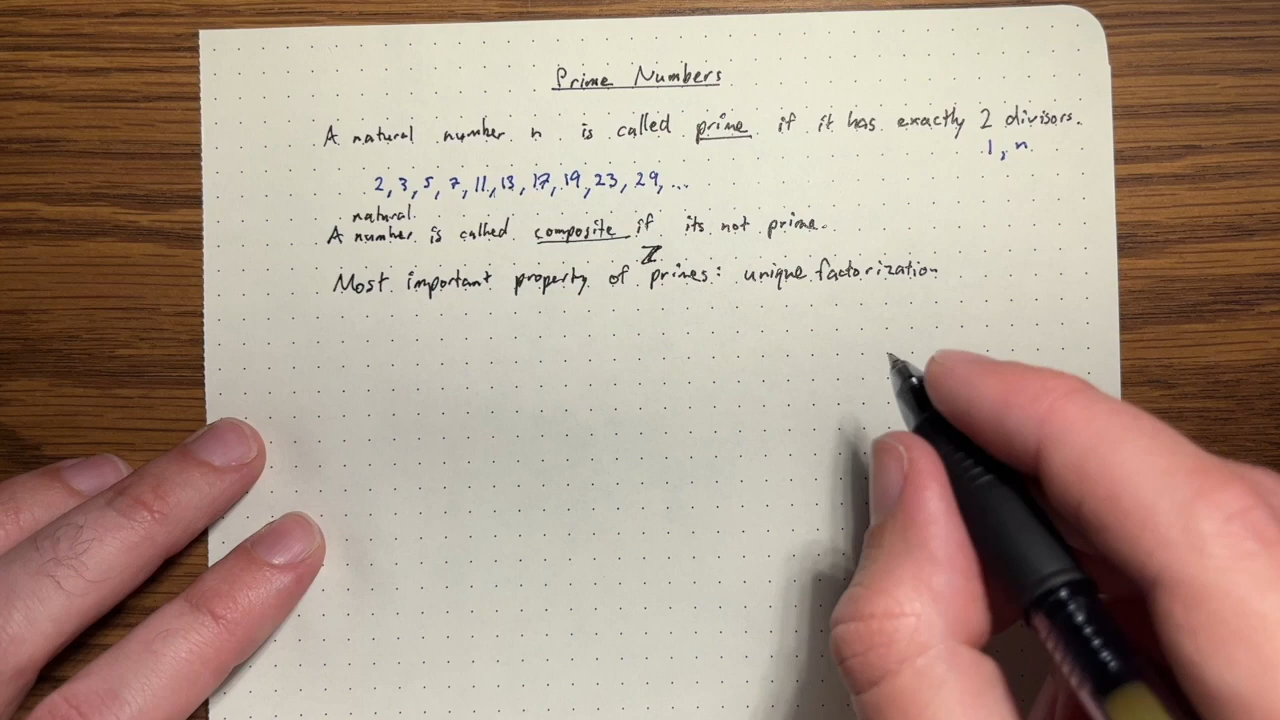 Prime Numbers
A natural number n is called prime if it has exactly 2 divisors.
1, n
2, 3, 5, 7, 11, 13, 17, 19, 23, 29, ...
natural
A number is called composite if its not prime.
ℤ
Most important property of primes: unique factorization